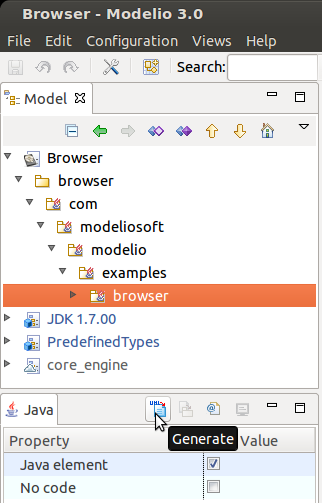 Browser - Modelio 3.0
File Edit Configuration Views Help
Search:
Model
Browser
browser
com
modeliosoft
modelio
examples
browser
JDK 1.7.00
PredefinedTypes
core_engine
Java
Generate
Property Value
Java element
No code